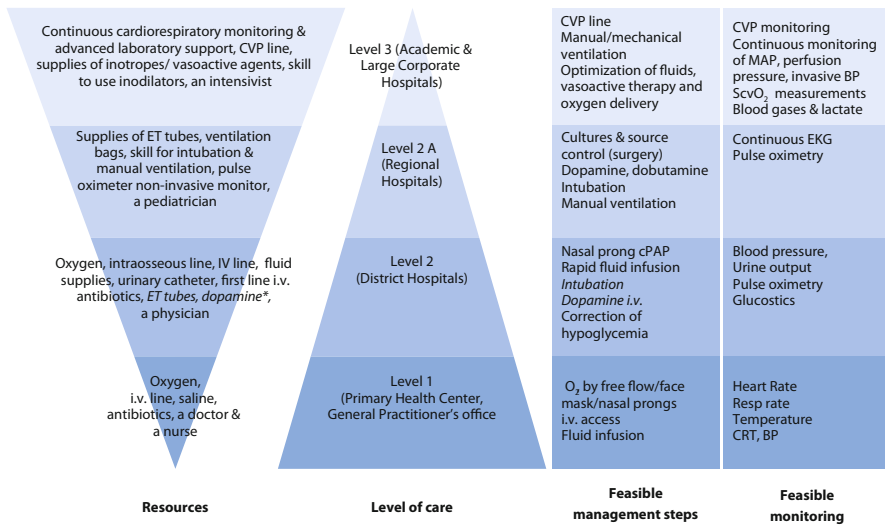 Continuous cardiorespiratory monitoring &
advanced laboratory support, CVP line,
supplies of inotropes/ vasoactive agents, skill
to use inodilators, an intensivist
Level 3 (Academic &
Large Corporate
Hospitals)
CVP line
Manual/mechanical
ventilation
Optimization of fluids,
vasoactive therapy and
oxygen delivery
CVP monitoring
Continuous monitoring
of MAP, perfusion
pressure, invasive BP
ScvO₂ measurements
Blood gases & lactate
Supplies of ET tubes, ventilation
bags, skill for intubation &
manual ventilation, pulse
oximeter non-invasive monitor,
a pediatrician
Level 2 A
(Regional
Hospitals)
Cultures & source
control (surgery)
Dopamine, dobutamine
Intubation
Manual ventilation
Continuous EKG
Pulse oximetry
Oxygen, intraosseous line, IV line, fluid
supplies, urinary catheter, first line i.v.
antibiotics, ET tubes, dopamine*,
a physician
Level 2
(District Hospitals)
Nasal prong cPAP
Rapid fluid infusion
Intubation
Dopamine i.v.
Correction of
hypoglycemia
Blood pressure,
Urine output
Pulse oximetry
Glucostics
Oxygen,
i.v. line, saline,
antibiotics, a doctor &
a nurse
Level 1
(Primary Health Center,
General Practitioner's office)
O₂ by free flow/face
mask/nasal prongs
i.v. access
Fluid infusion
Heart Rate
Resp rate
Temperature
CRT, BP
Resources
Level of care
Feasible
management steps
Feasible
monitoring